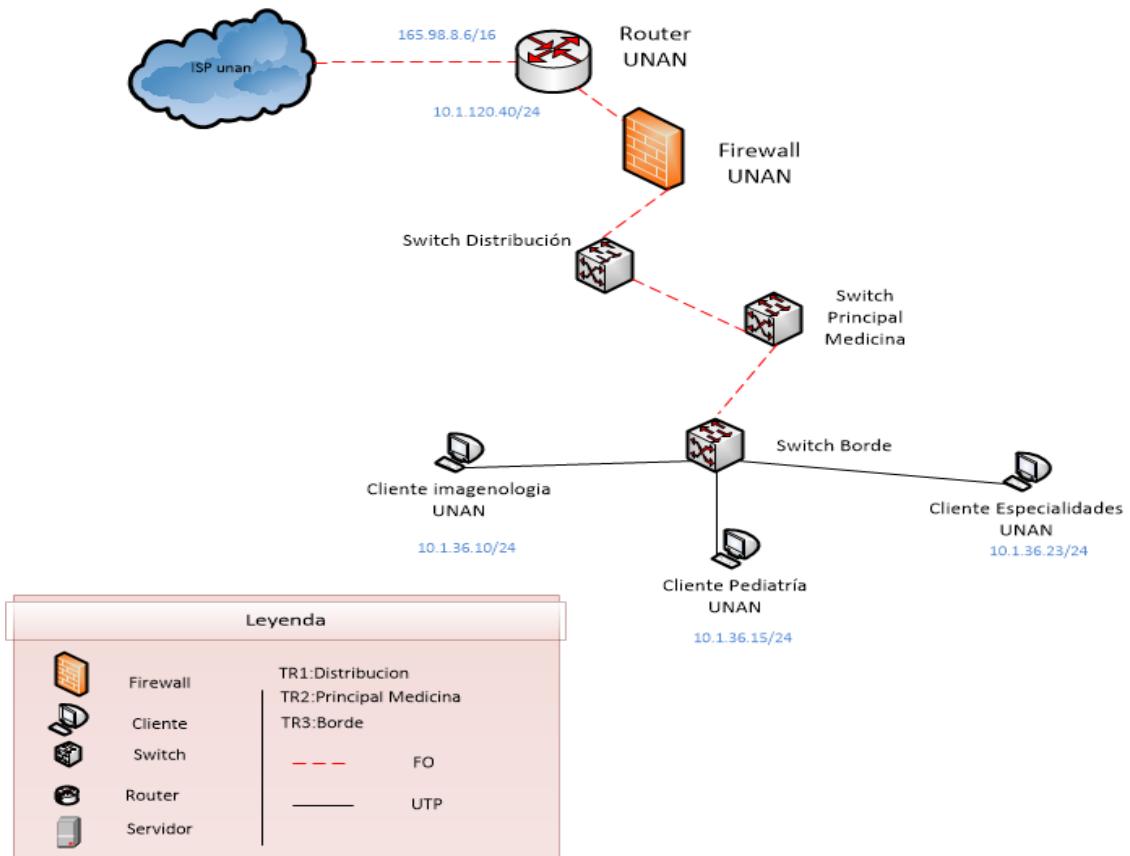 165.98.8.6/16
Router
UNAN
ISP unan
10.1.120.40/24
Firewall
UNAN
Switch Distribución
Switch
Principal
Medicina
Switch Borde
Cliente imagenologia
UNAN
10.1.36.10/24
Cliente Especialidades
UNAN
10.1.36.23/24
Cliente Pediatría
UNAN
10.1.36.15/24
Leyenda
Firewall
Cliente
Switch
Router
Servidor
TR1:Distribucion
TR2:Principal Medicina
TR3:Borde
FO
UTP